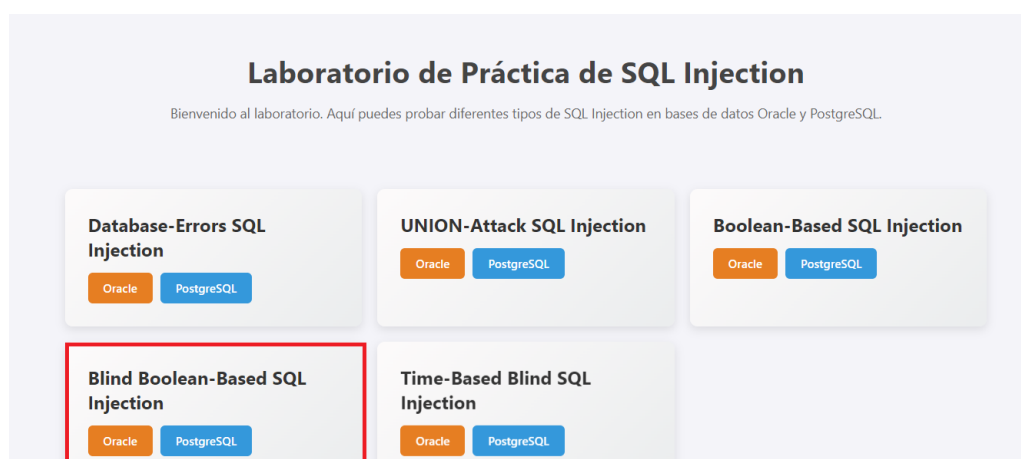 Laboratorio de Práctica de SQL Injection
Bienvenido al laboratorio. Aquí puedes probar diferentes tipos de SQL Injection en bases de datos Oracle y PostgreSQL.
Database-Errors SQL
Injection
Oracle PostgreSQL
UNION-Attack SQL Injection
Oracle PostgreSQL
Boolean-Based SQL Injection
Oracle PostgreSQL
Blind Boolean-Based SQL
Injection
Oracle PostgreSQL
Time-Based Blind SQL
Injection
Oracle PostgreSQL